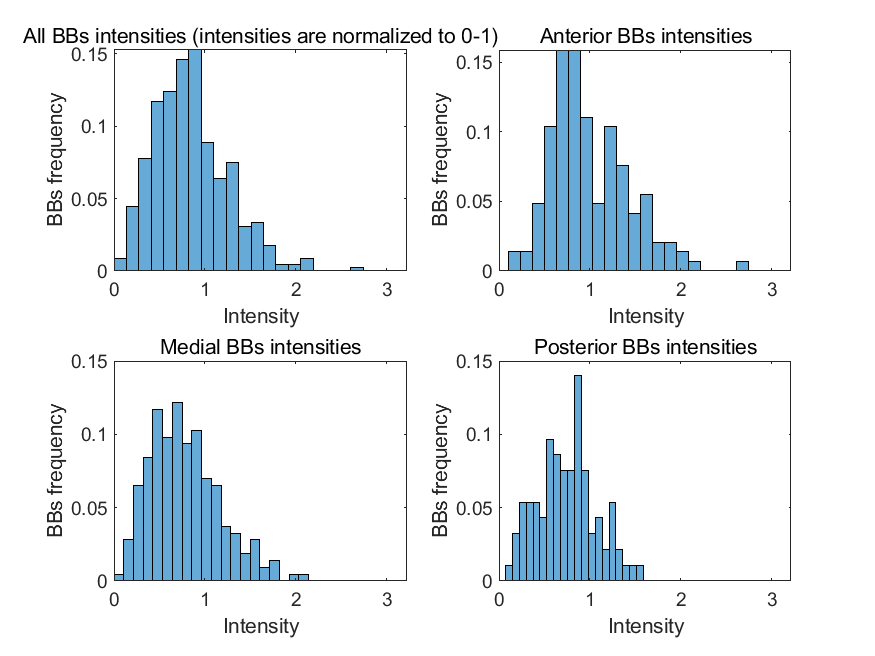 All BBs intensities (intensities are normalized to 0-1)
BBs frequency
0.15
0.1
0.05
0
0 1 2 3
Intensity
Anterior BBs intensities
BBs frequency
0.15
0.1
0.05
0
0 1 2 3
Intensity
Medial BBs intensities
BBs frequency
0.15
0.1
0.05
0
0 1 2 3
Intensity
Posterior BBs intensities
BBs frequency
0.15
0.1
0.05
0
0 1 2 3
Intensity